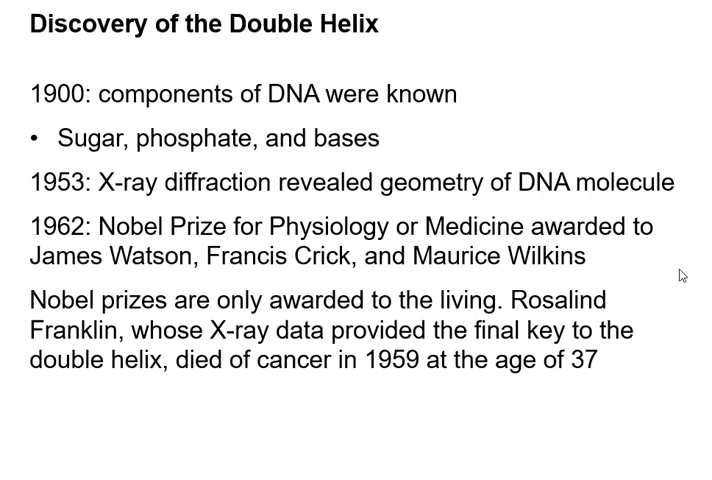 Discovery of the Double Helix
1900: components of DNA were known
• Sugar, phosphate, and bases
1953: X-ray diffraction revealed geometry of DNA molecule
1962: Nobel Prize for Physiology or Medicine awarded to
James Watson, Francis Crick, and Maurice Wilkins
Nobel prizes are only awarded to the living. Rosalind
Franklin, whose X-ray data provided the final key to the
double helix, died of cancer in 1959 at the age of 37